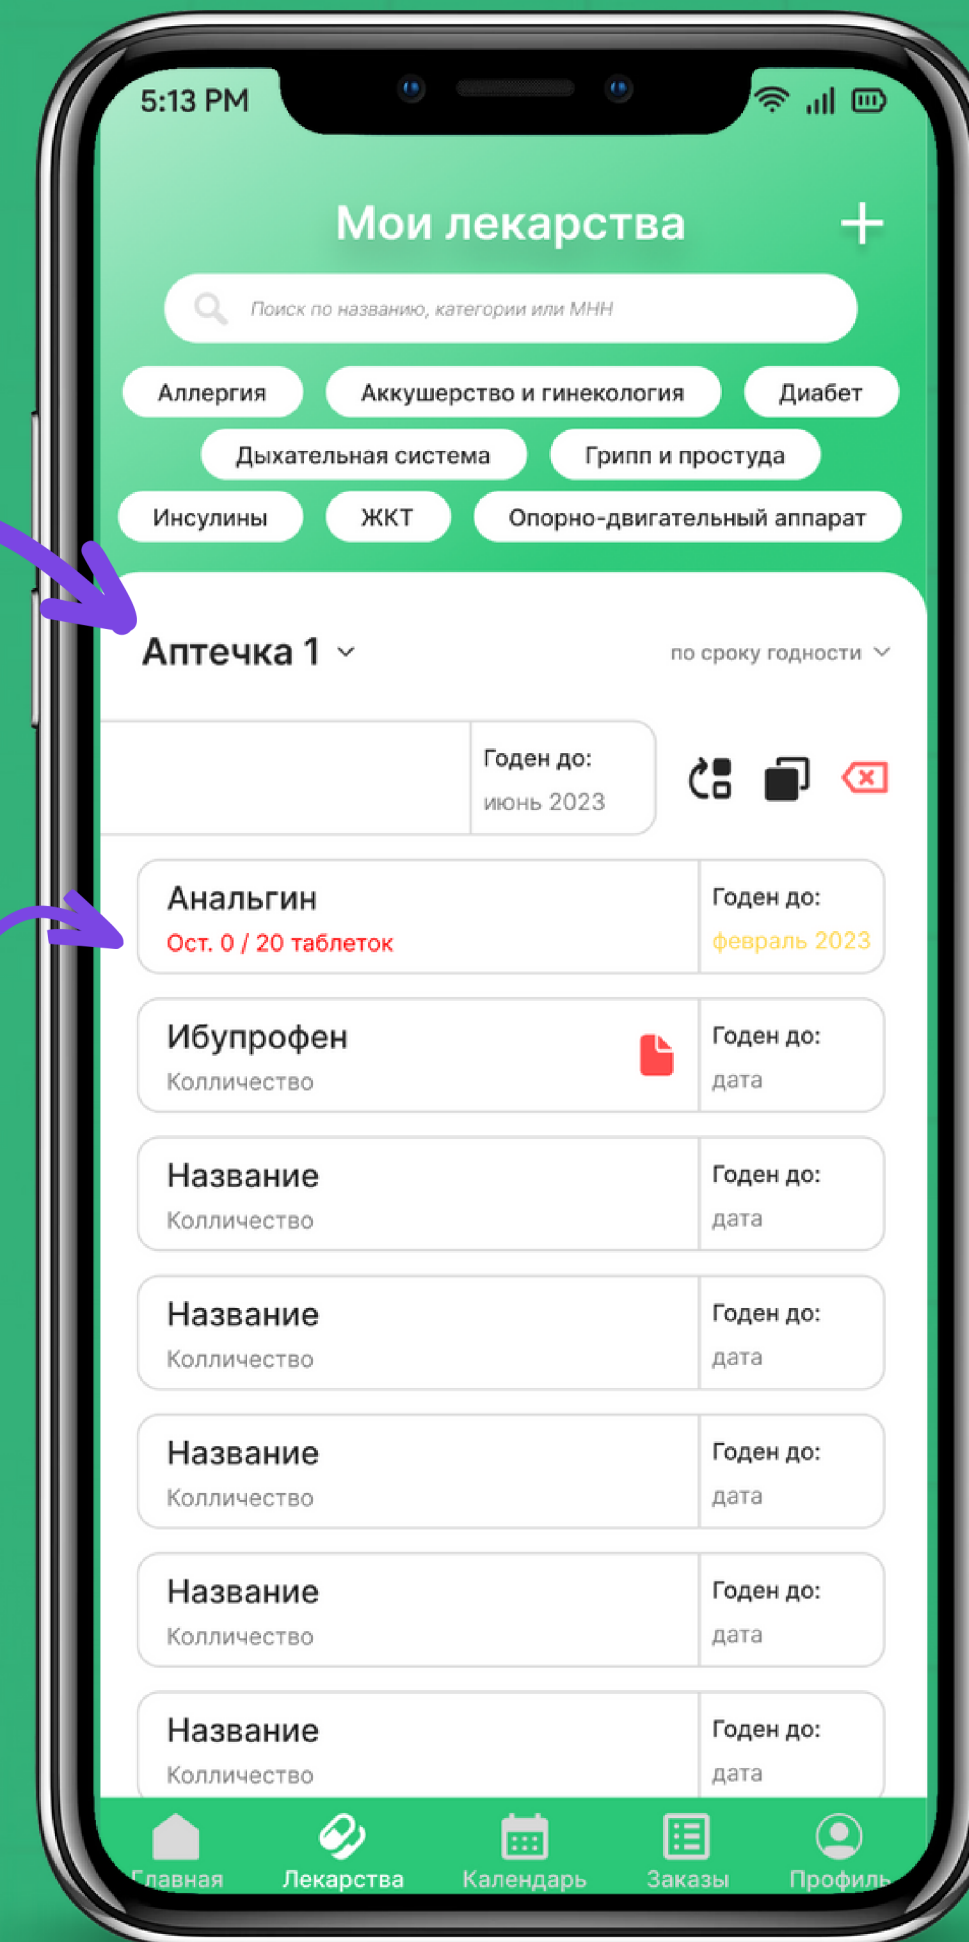 5:13 PM
Мои лекарства
Поиск по названию, категории или МНН
Аллергия Аккушерство и гинекология Диабет
Дыхательная система Грипп и простуда
Инсулины ЖКТ Опорно-двигательный аппарат
Аптечка 1 по сроку годности
Годен до:
июнь 2023
Анальгин Годен до:
Ост. 0 / 20 таблеток февраль 2023
Ибупрофен Годен до:
Колличество дата
Название Годен до:
Колличество дата
Название Годен до:
Колличество дата
Название Годен до:
Колличество дата
Название Годен до:
Колличество дата
Название Годен до:
Колличество дата
Главная Лекарства Календарь Заказы Профиль